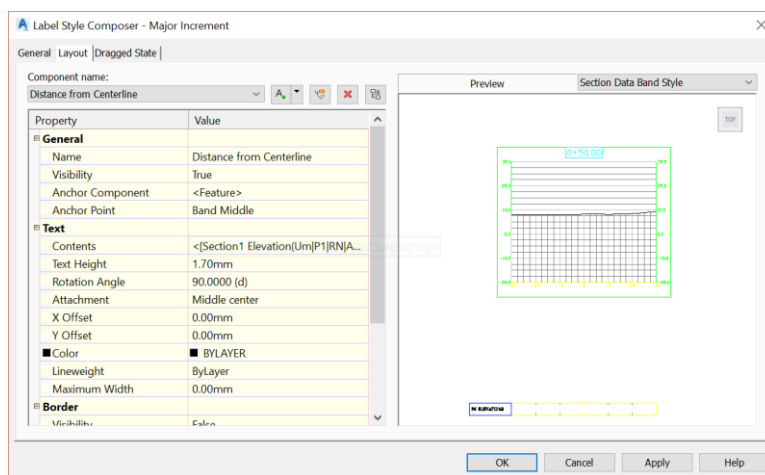 Label Style Composer - Major Increment
General Layout Dragged State
Component name:
Distance from Centerline
Property Value
General
Name Distance from Centerline
Visibility True
Anchor Component <Feature>
Anchor Point Band Middle
Text
Contents <[Section1 Elevation(Um|P1|RN|A...
Text Height 1.70mm
Rotation Angle 90.0000 (d)
Attachment Middle center
X Offset 0.00mm
Y Offset 0.00mm
Color BYLAYER
Lineweight ByLayer
Maximum Width 0.00mm
Border
Visibility False
Preview Section Data Band Style
TOP
0+50.00
OK Cancel Apply Help